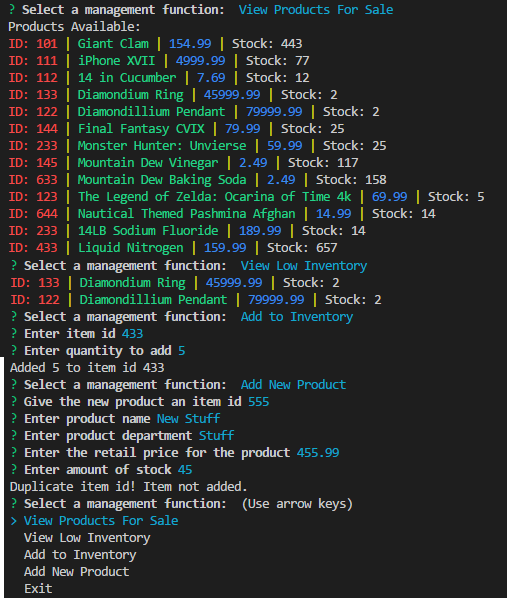 ? Select a management function:  View Products For Sale
Products Available:
ID: 101 | Giant Clam | 154.99 | Stock: 443
ID: 111 | iPhone XVII | 4999.99 | Stock: 77
ID: 112 | 14 in Cucumber | 7.69 | Stock: 12
ID: 133 | Diamondium Ring | 45999.99 | Stock: 2
ID: 122 | Diamondillium Pendant | 79999.99 | Stock: 2
ID: 144 | Final Fantasy CVIX | 79.99 | Stock: 25
ID: 233 | Monster Hunter: Unvierse | 59.99 | Stock: 25
ID: 145 | Mountain Dew Vinegar | 2.49 | Stock: 117
ID: 633 | Mountain Dew Baking Soda | 2.49 | Stock: 158
ID: 123 | The Legend of Zelda: Ocarina of Time 4k | 69.99 | Stock: 5
ID: 644 | Nautical Themed Pashmina Afghan | 14.99 | Stock: 14
ID: 233 | 14LB Sodium Fluoride | 189.99 | Stock: 14
ID: 433 | Liquid Nitrogen | 159.99 | Stock: 657
? Select a management function:  View Low Inventory
ID: 133 | Diamondium Ring | 45999.99 | Stock: 2
ID: 122 | Diamondillium Pendant | 79999.99 | Stock: 2
? Select a management function:  Add to Inventory
? Enter item id 433
? Enter quantity to add 5
Added 5 to item id 433
? Select a management function:  Add New Product
? Give the new product an item id 555
? Enter product name New Stuff
? Enter product department Stuff
? Enter the retail price for the product 455.99
? Enter amount of stock 45
Duplicate item id! Item not added.
? Select a management function:  (Use arrow keys)
> View Products For Sale
View Low Inventory
Add to Inventory
Add New Product
Exit